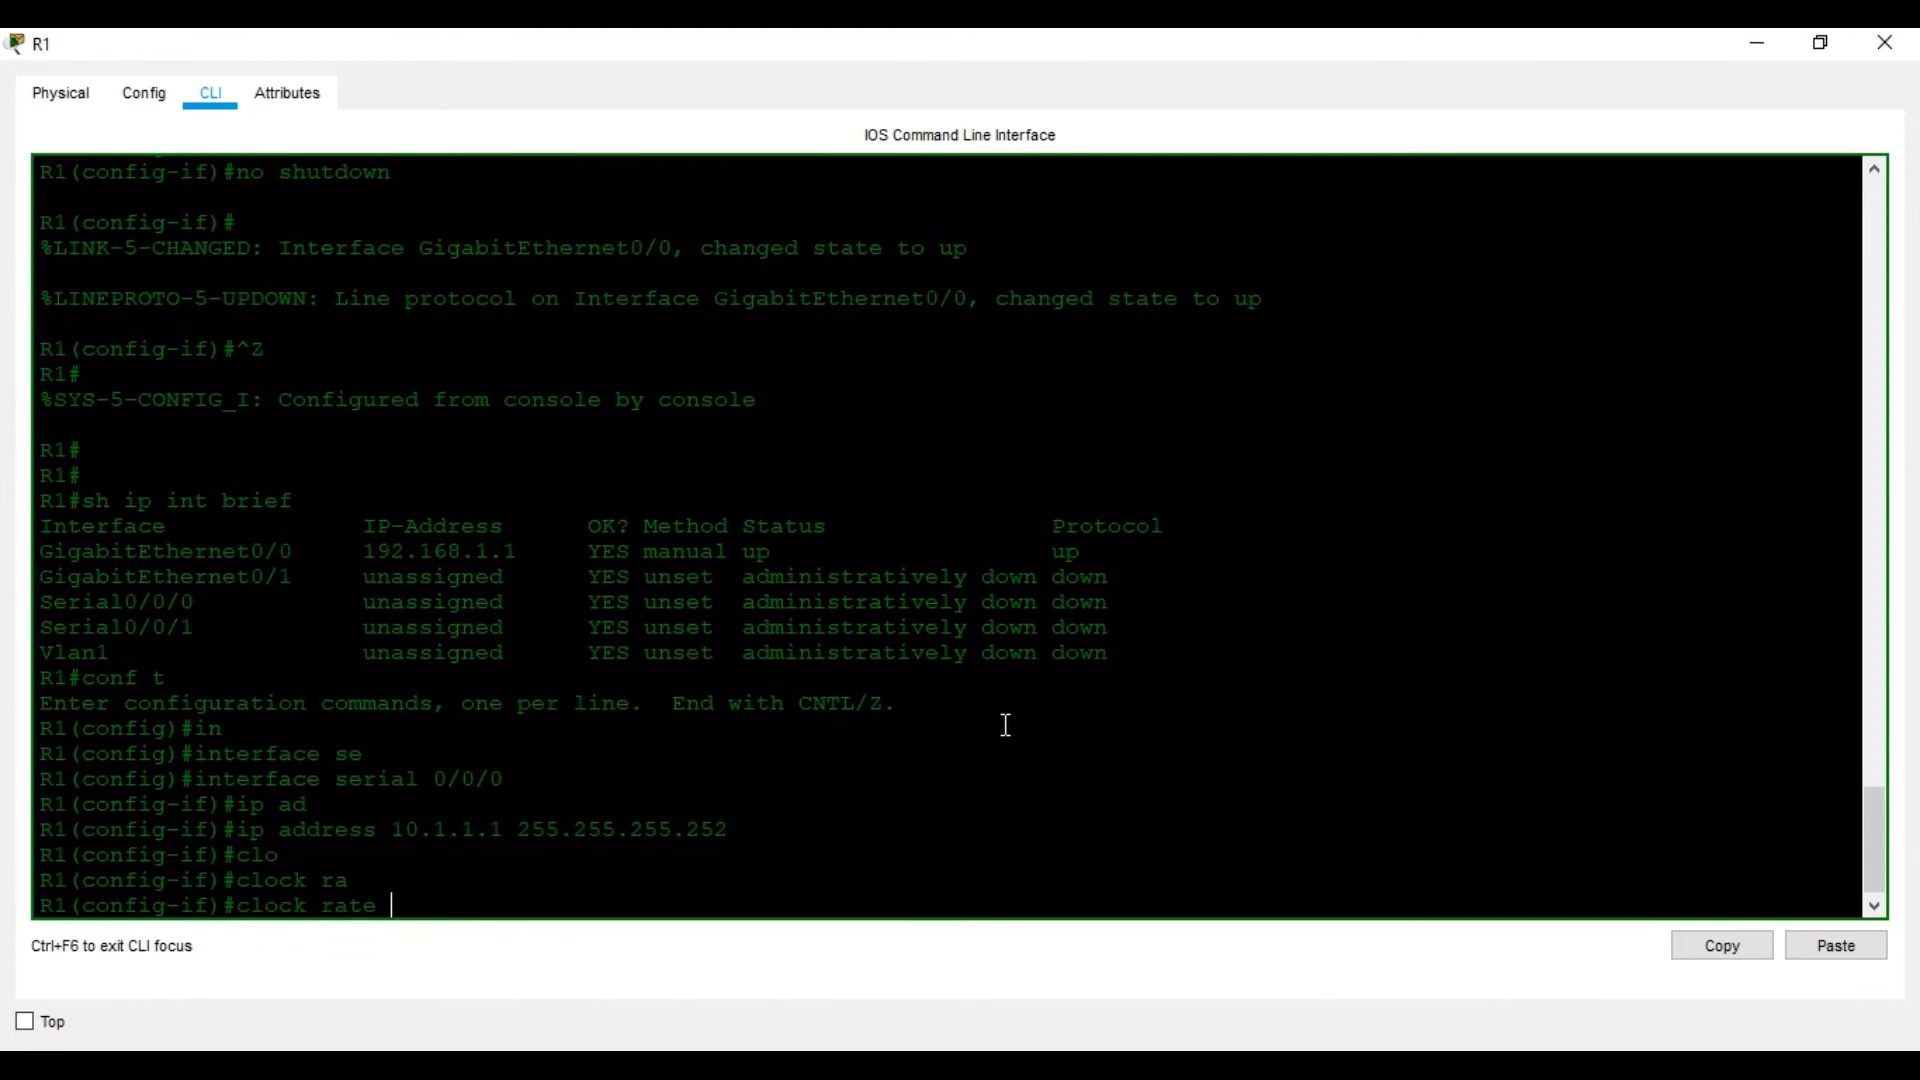 R1
Physical Config CLI Attributes
IOS Command Line Interface
R1(config-if)#no shutdown
R1(config-if)#
%LINK-5-CHANGED: Interface GigabitEthernet0/0, changed state to up
%LINEPROTO-5-UPDOWN: Line protocol on Interface GigabitEthernet0/0, changed state to up
R1(config-if)#^Z
R1#
%SYS-5-CONFIG_I: Configured from console by console
R1#
R1#
R1#sh ip int brief
Interface IP-Address OK? Method Status Protocol
GigabitEthernet0/0 192.168.1.1 YES manual up up
GigabitEthernet0/1 unassigned YES unset administratively down down
Serial0/0/0 unassigned YES unset administratively down down
Serial0/0/1 unassigned YES unset administratively down down
Vlan1 unassigned YES unset administratively down down
R1#conf t
Enter configuration commands, one per line. End with CNTL/Z.
R1(config)#in
R1(config)#interface se
R1(config)#interface serial 0/0/0
R1(config-if)#ip ad
R1(config-if)#ip address 10.1.1.1 255.255.255.252
R1(config-if)#clo
R1(config-if)#clock ra
R1(config-if)#clock rate
Ctrl+F6 to exit CLI focus
Copy Paste
Top